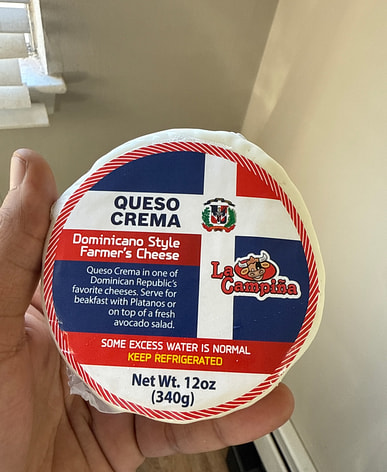 QUESO
CREMA
Dominicano Style
Farmer's Cheese
Queso Crema in one of
Dominican Republic's
favorite cheeses. Serve for
beakfast with Platanos or
on top of a fresh
avocado salad.
La
Campiña
SOME EXCESS WATER IS NORMAL
KEEP REFRIGERATED
Net Wt. 12oz
(340g)